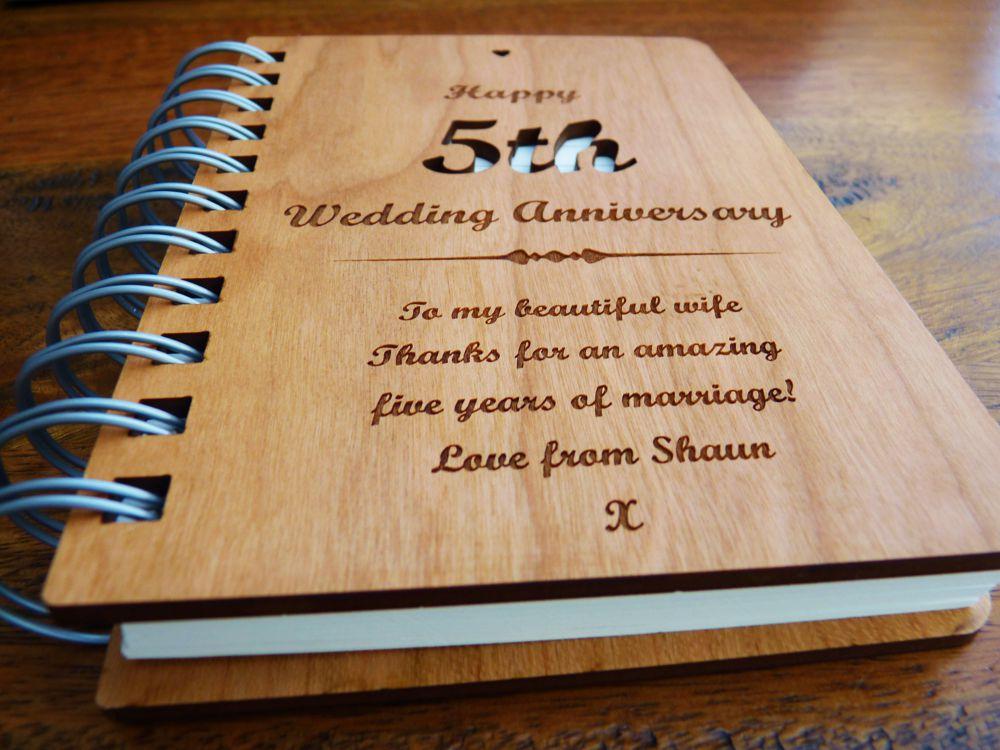 Happy
5th
Wedding Anniversary
To my beautiful wife
Thanks for an amazing
five years of marriage!
Love from Shaun
X